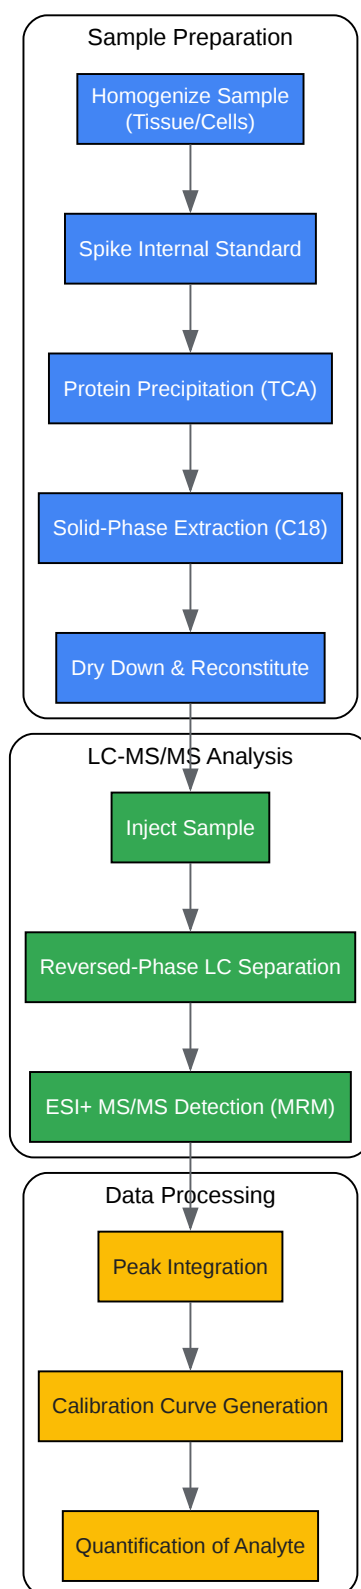 Sample Preparation
Homogenize Sample
(Tissue/Cells)
Spike Internal Standard
Protein Precipitation (TCA)
Solid-Phase Extraction (C18)
Dry Down & Reconstitute
LC-MS/MS Analysis
Inject Sample
Reversed-Phase LC Separation
ESI+ MS/MS Detection (MRM)
Data Processing
Peak Integration
Calibration Curve Generation
Quantification of Analyte